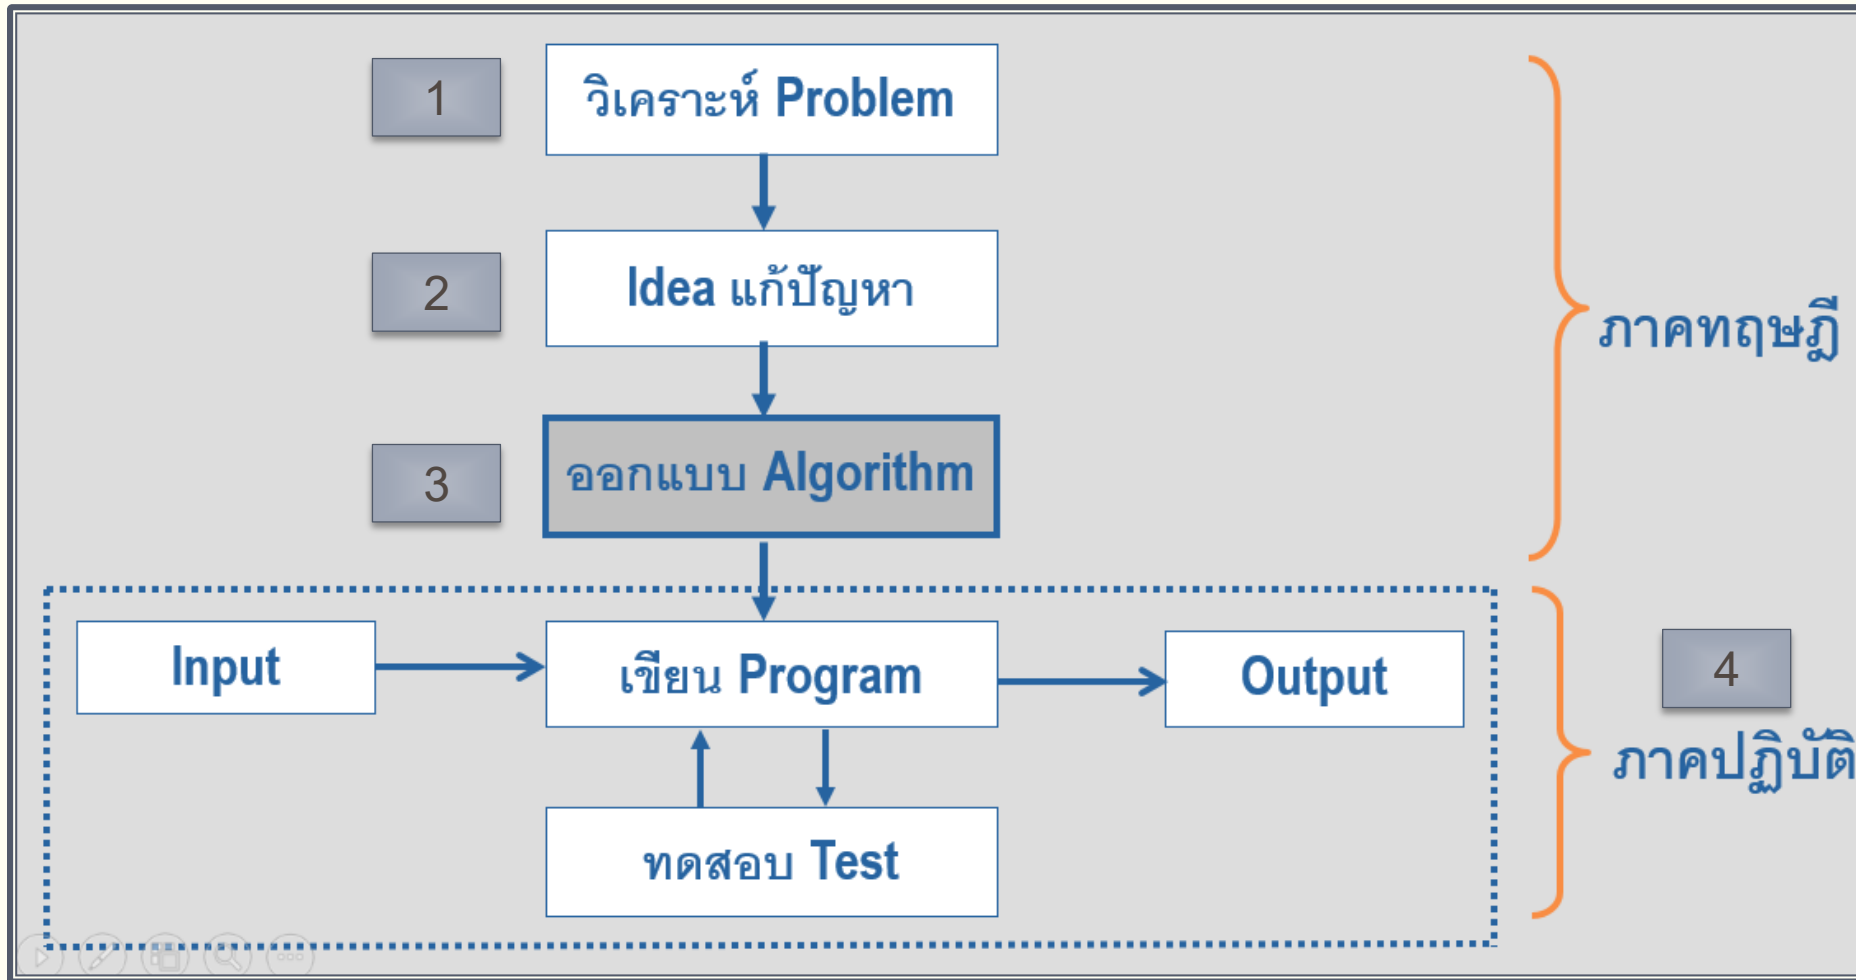 1
วิเคราะห์ Problem
2
Idea แก้ปัญหา
ภาคทฤษฎี
3
ออกแบบ Algorithm
Input
เขียน Program
Output
4
ภาคปฏิบัติ
ทดสอบ Test